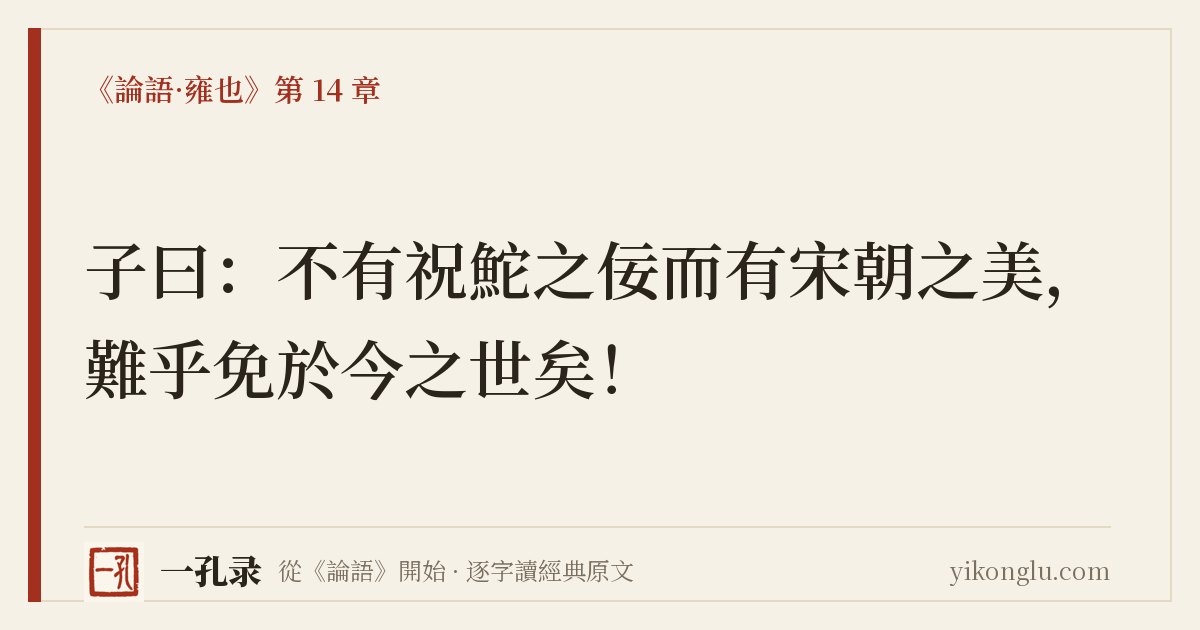 《論語·雍也》第 14 章
子曰：不有祝鮀之佞而有宋朝之美，
難乎免於今之世矣！
一孔
一孔录 從《論語》開始 · 逐字讀經典原文 yikonglu.com